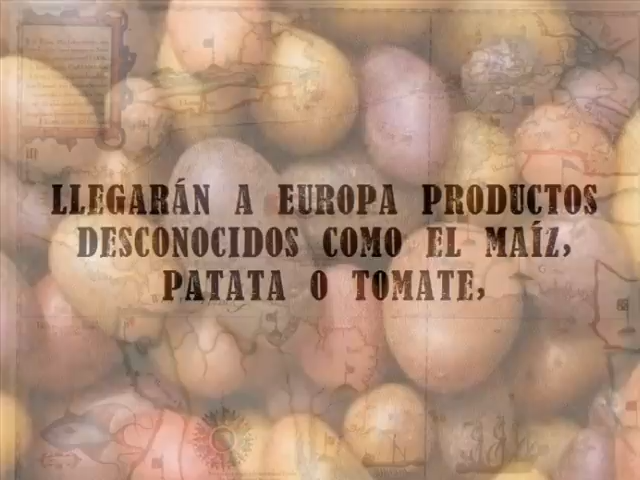 LLEGARÁN A EUROPA PRODUCTOS
DESCONOCIDOS COMO EL MAÍZ,
PATATA O TOMATE,